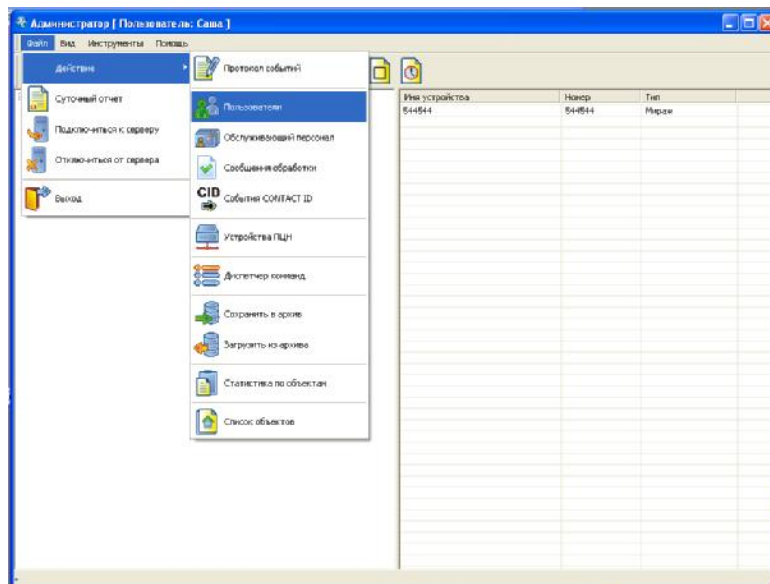 Администратор [ Пользователь: Саша ]
Файл Вид Инструменты Помощь
Действие
Суточный отчет
Подключиться к серверу
Отключиться от сервера
Выход
Протокол событий
Пользователи
Обслуживающий персонал
Сообщения обработки
CID События CONTACT ID
Устройства ПЦН
Диспетчер команд
Сохранить в архив
Загрузить из архива
Статистика по объектам
Список объектов
Имя устройства Номер Тип
544544 544544 Мираж